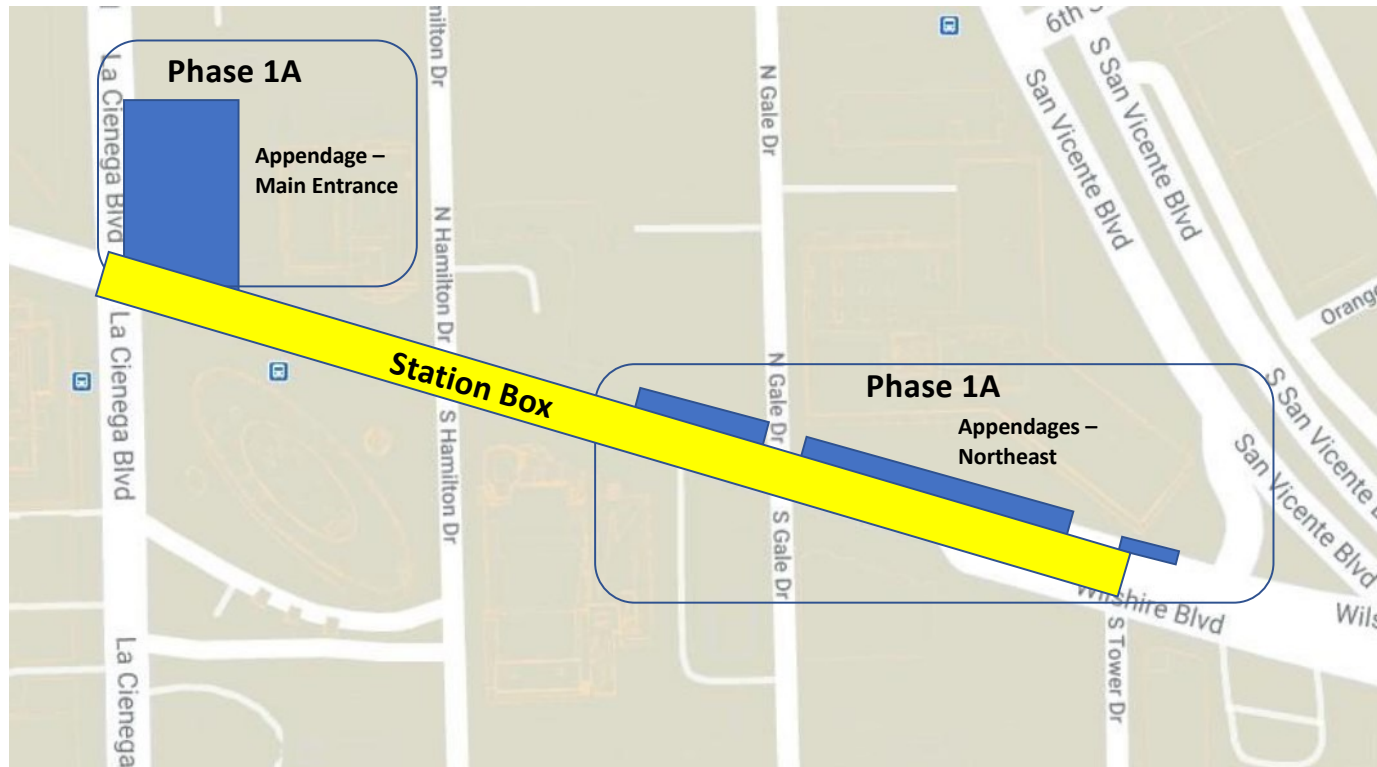 Phase 1A
Appendage –
Main Entrance
La Cienega Blvd
La Cienega Blvd
La Cienega
milton Dr
N Hamilton Dr
S Hamilton Dr
N Gale Dr
N Gale Dr
S Gale Dr
6th S
S San Vicente Blvd
San Vicente Blvd
Orange
S San Vicente B
San Vicente Blvd
Station Box
Phase 1A
Appendages –
Northeast
Wilshire Blvd
Wils
S Tower Dr